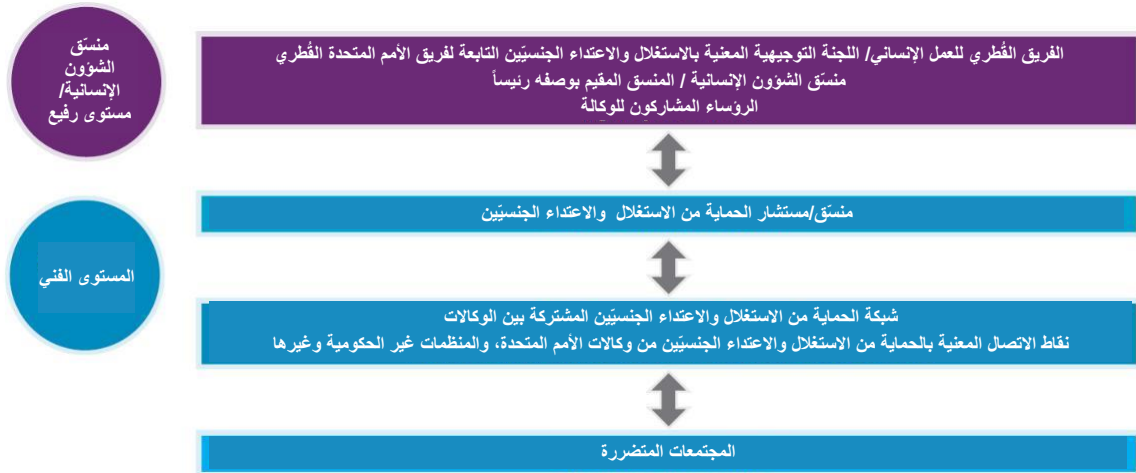 منسّق
الشؤون
الإنسانية/
مستوى رفيع
الفريق القُطري للعمل الإنساني/ اللجنة التوجيهية المعنية بالاستغلال والاعتداء الجنسيّين التابعة لفريق الأمم المتحدة القُطري
منسّق الشؤون الإنسانية / المنسق المقيم بوصفه رئيساً
الرؤساء المشاركون للوكالة
منسّق/مستشار الحماية من الاستغلال والاعتداء الجنسيّين
المستوى الفني
شبكة الحماية من الاستغلال والاعتداء الجنسيّين المشتركة بين الوكالات
نقاط الاتصال المعنية بالحماية من الاستغلال والاعتداء الجنسيّين من وكالات الأمم المتحدة، والمنظمات غير الحكومية وغيرها
المجتمعات المتضررة